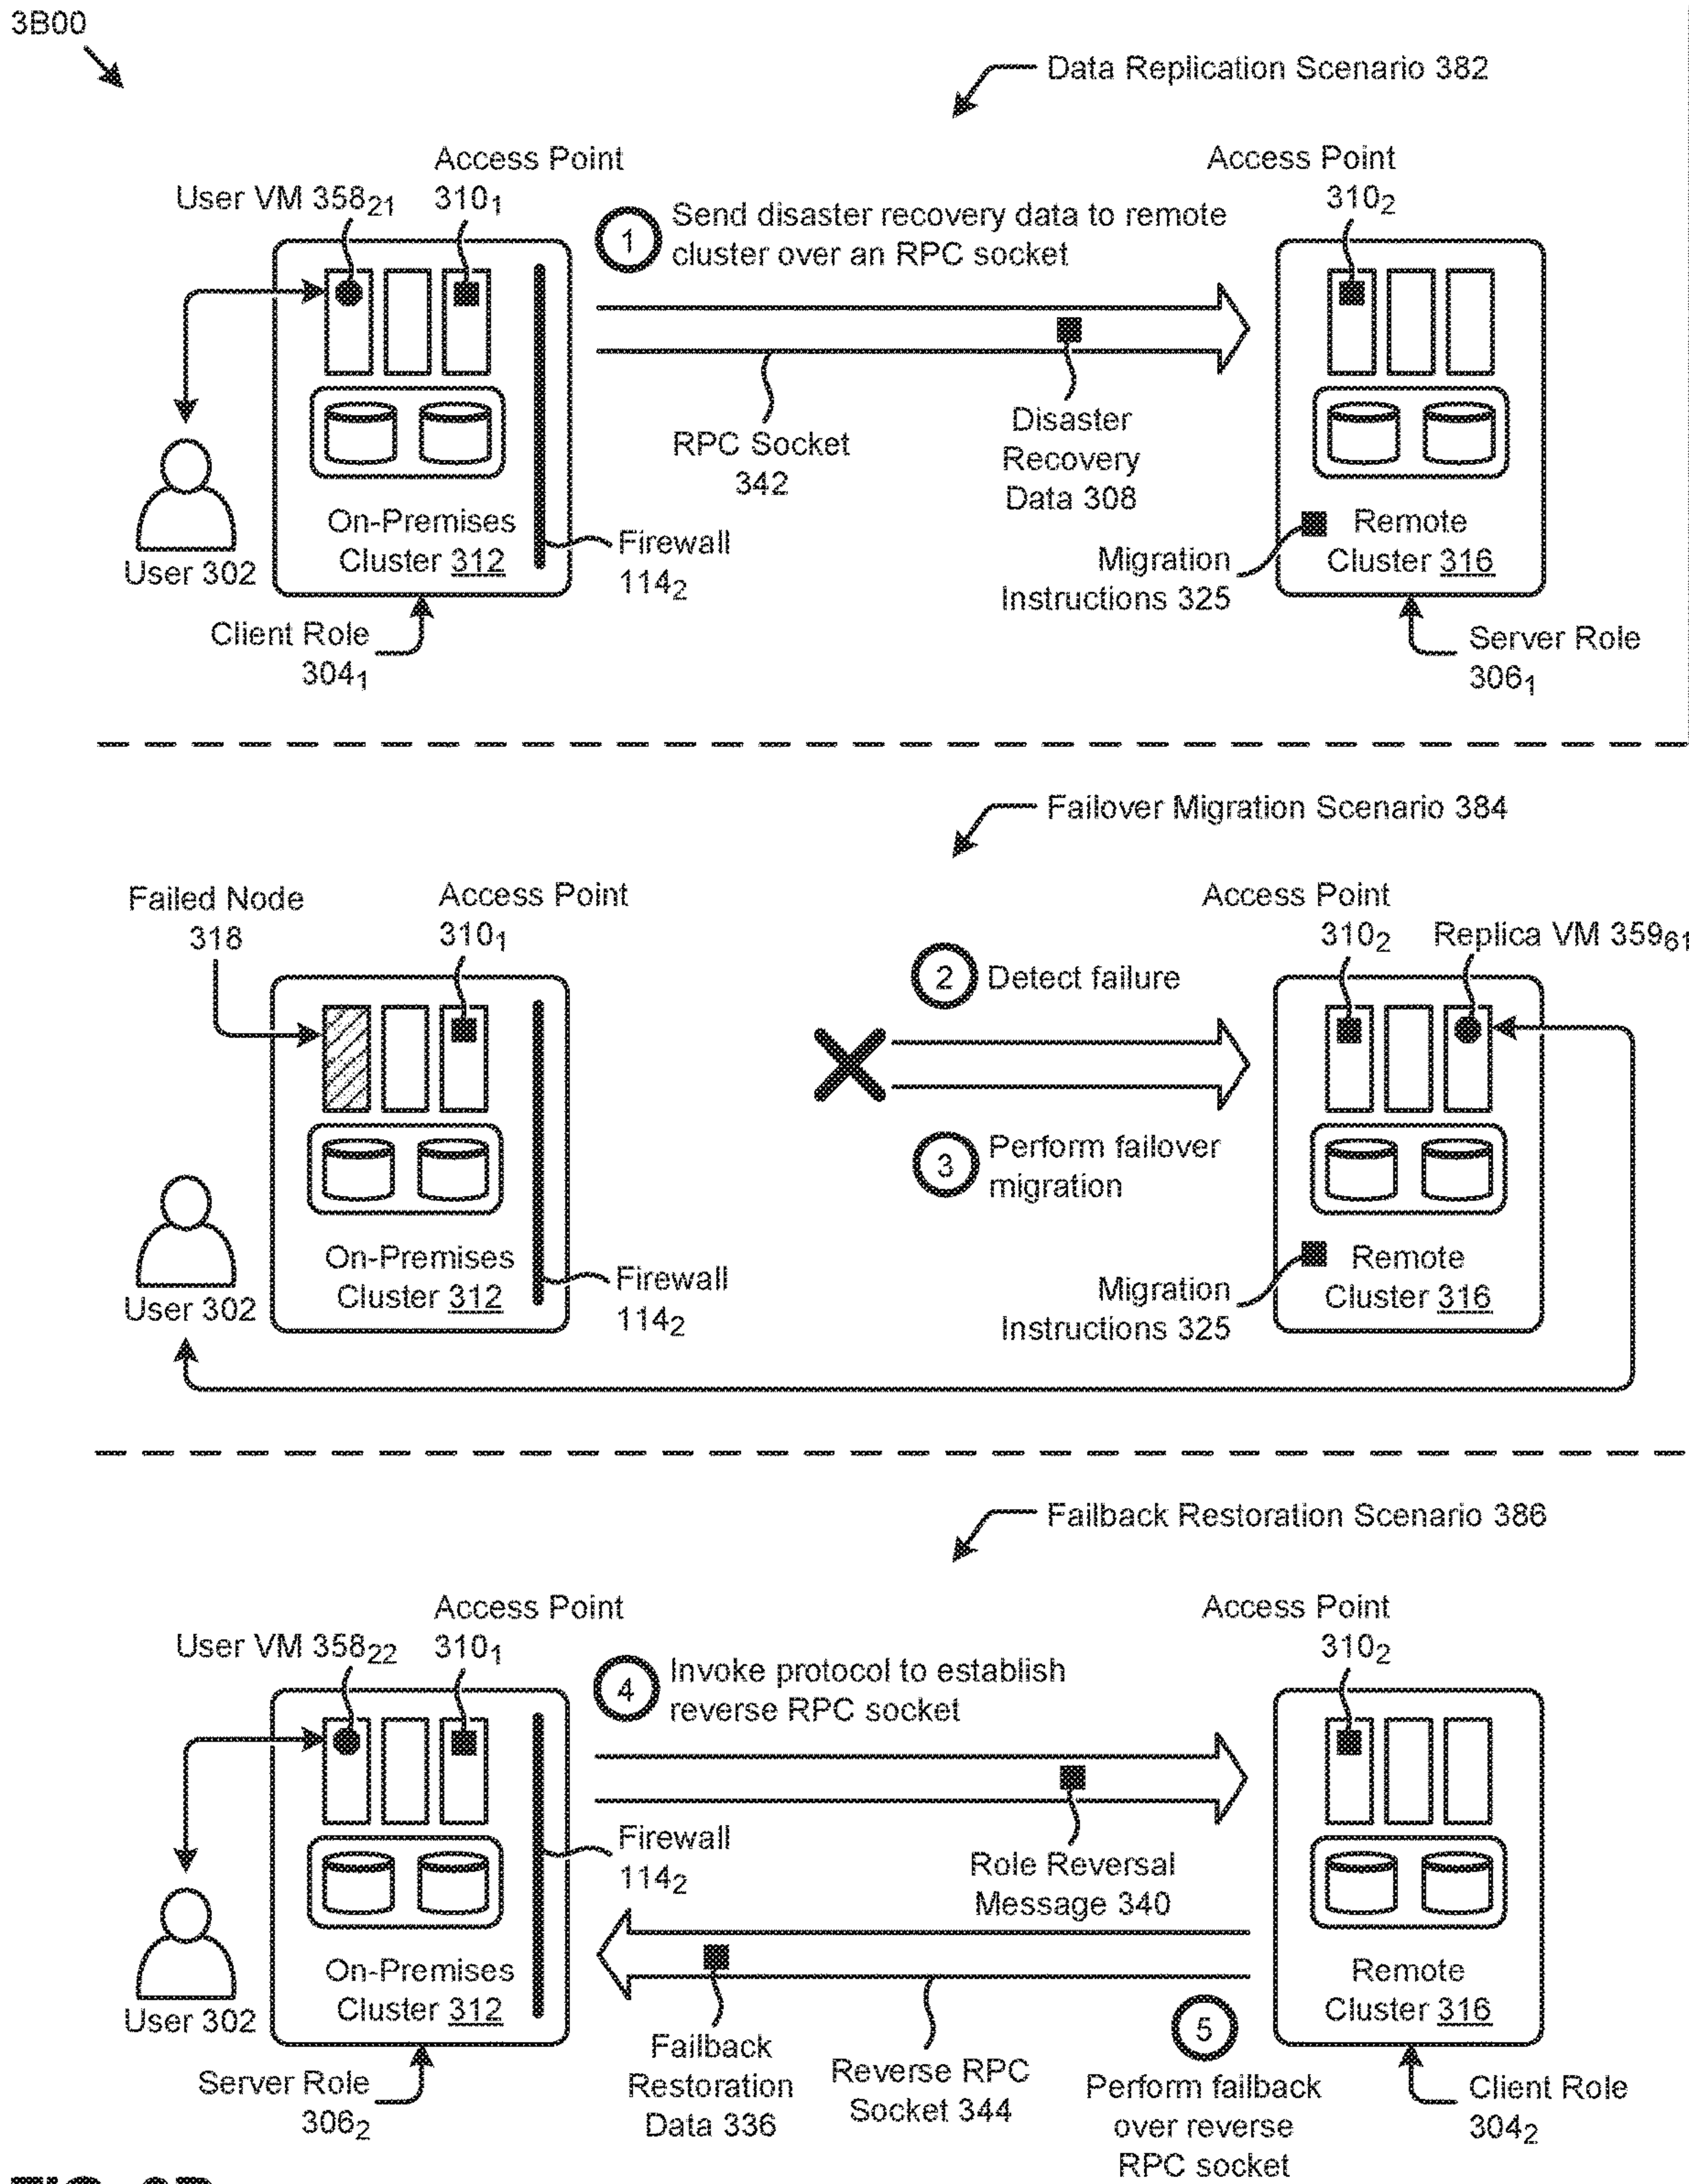 3B00
Data Replication Scenario 382
Access Point
310₁
User VM 358₂₁
Access Point
310₂
1
Send disaster recovery data to remote
cluster over an RPC socket
RPC Socket
342
Disaster
Recovery
Data 308
On-Premises
Cluster 312
User 302
Firewall
114₂
Migration
Instructions 325
Remote
Cluster 316
Client Role
304₁
Server Role
306₁
Failover Migration Scenario 384
Failed Node
318
Access Point
310₁
Access Point
310₂
Replica VM 359₆₁
2
Detect failure
3
Perform failover
migration
On-Premises
Cluster 312
User 302
Firewall
114₂
Migration
Instructions 325
Remote
Cluster 316
Failback Restoration Scenario 386
Access Point
310₁
User VM 358₂₂
Access Point
310₂
4
Invoke protocol to establish
reverse RPC socket
Firewall
114₂
Role Reversal
Message 340
On-Premises
Cluster 312
User 302
Remote
Cluster 316
Failback
Restoration
Data 336
Reverse RPC
Socket 344
5
Perform failback
over reverse
RPC socket
Server Role
306₂
Client Role
304₂